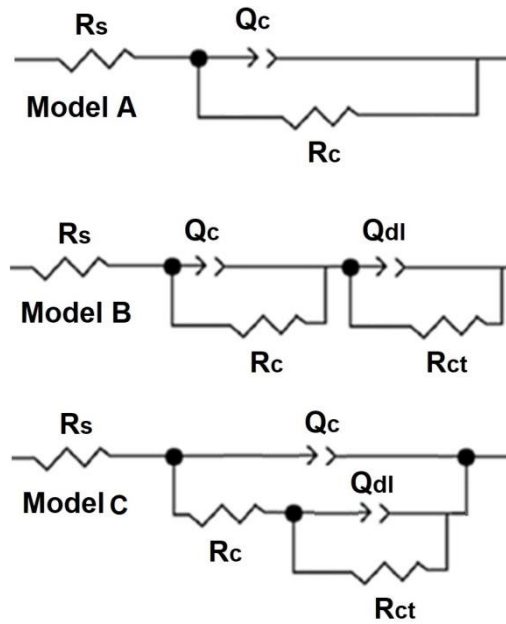 Rs Qc
Model A
Rc
Rs Qc Qdl
Model B
Rc Rct
Rs Qc
Model C
Qdl
Rc
Rct